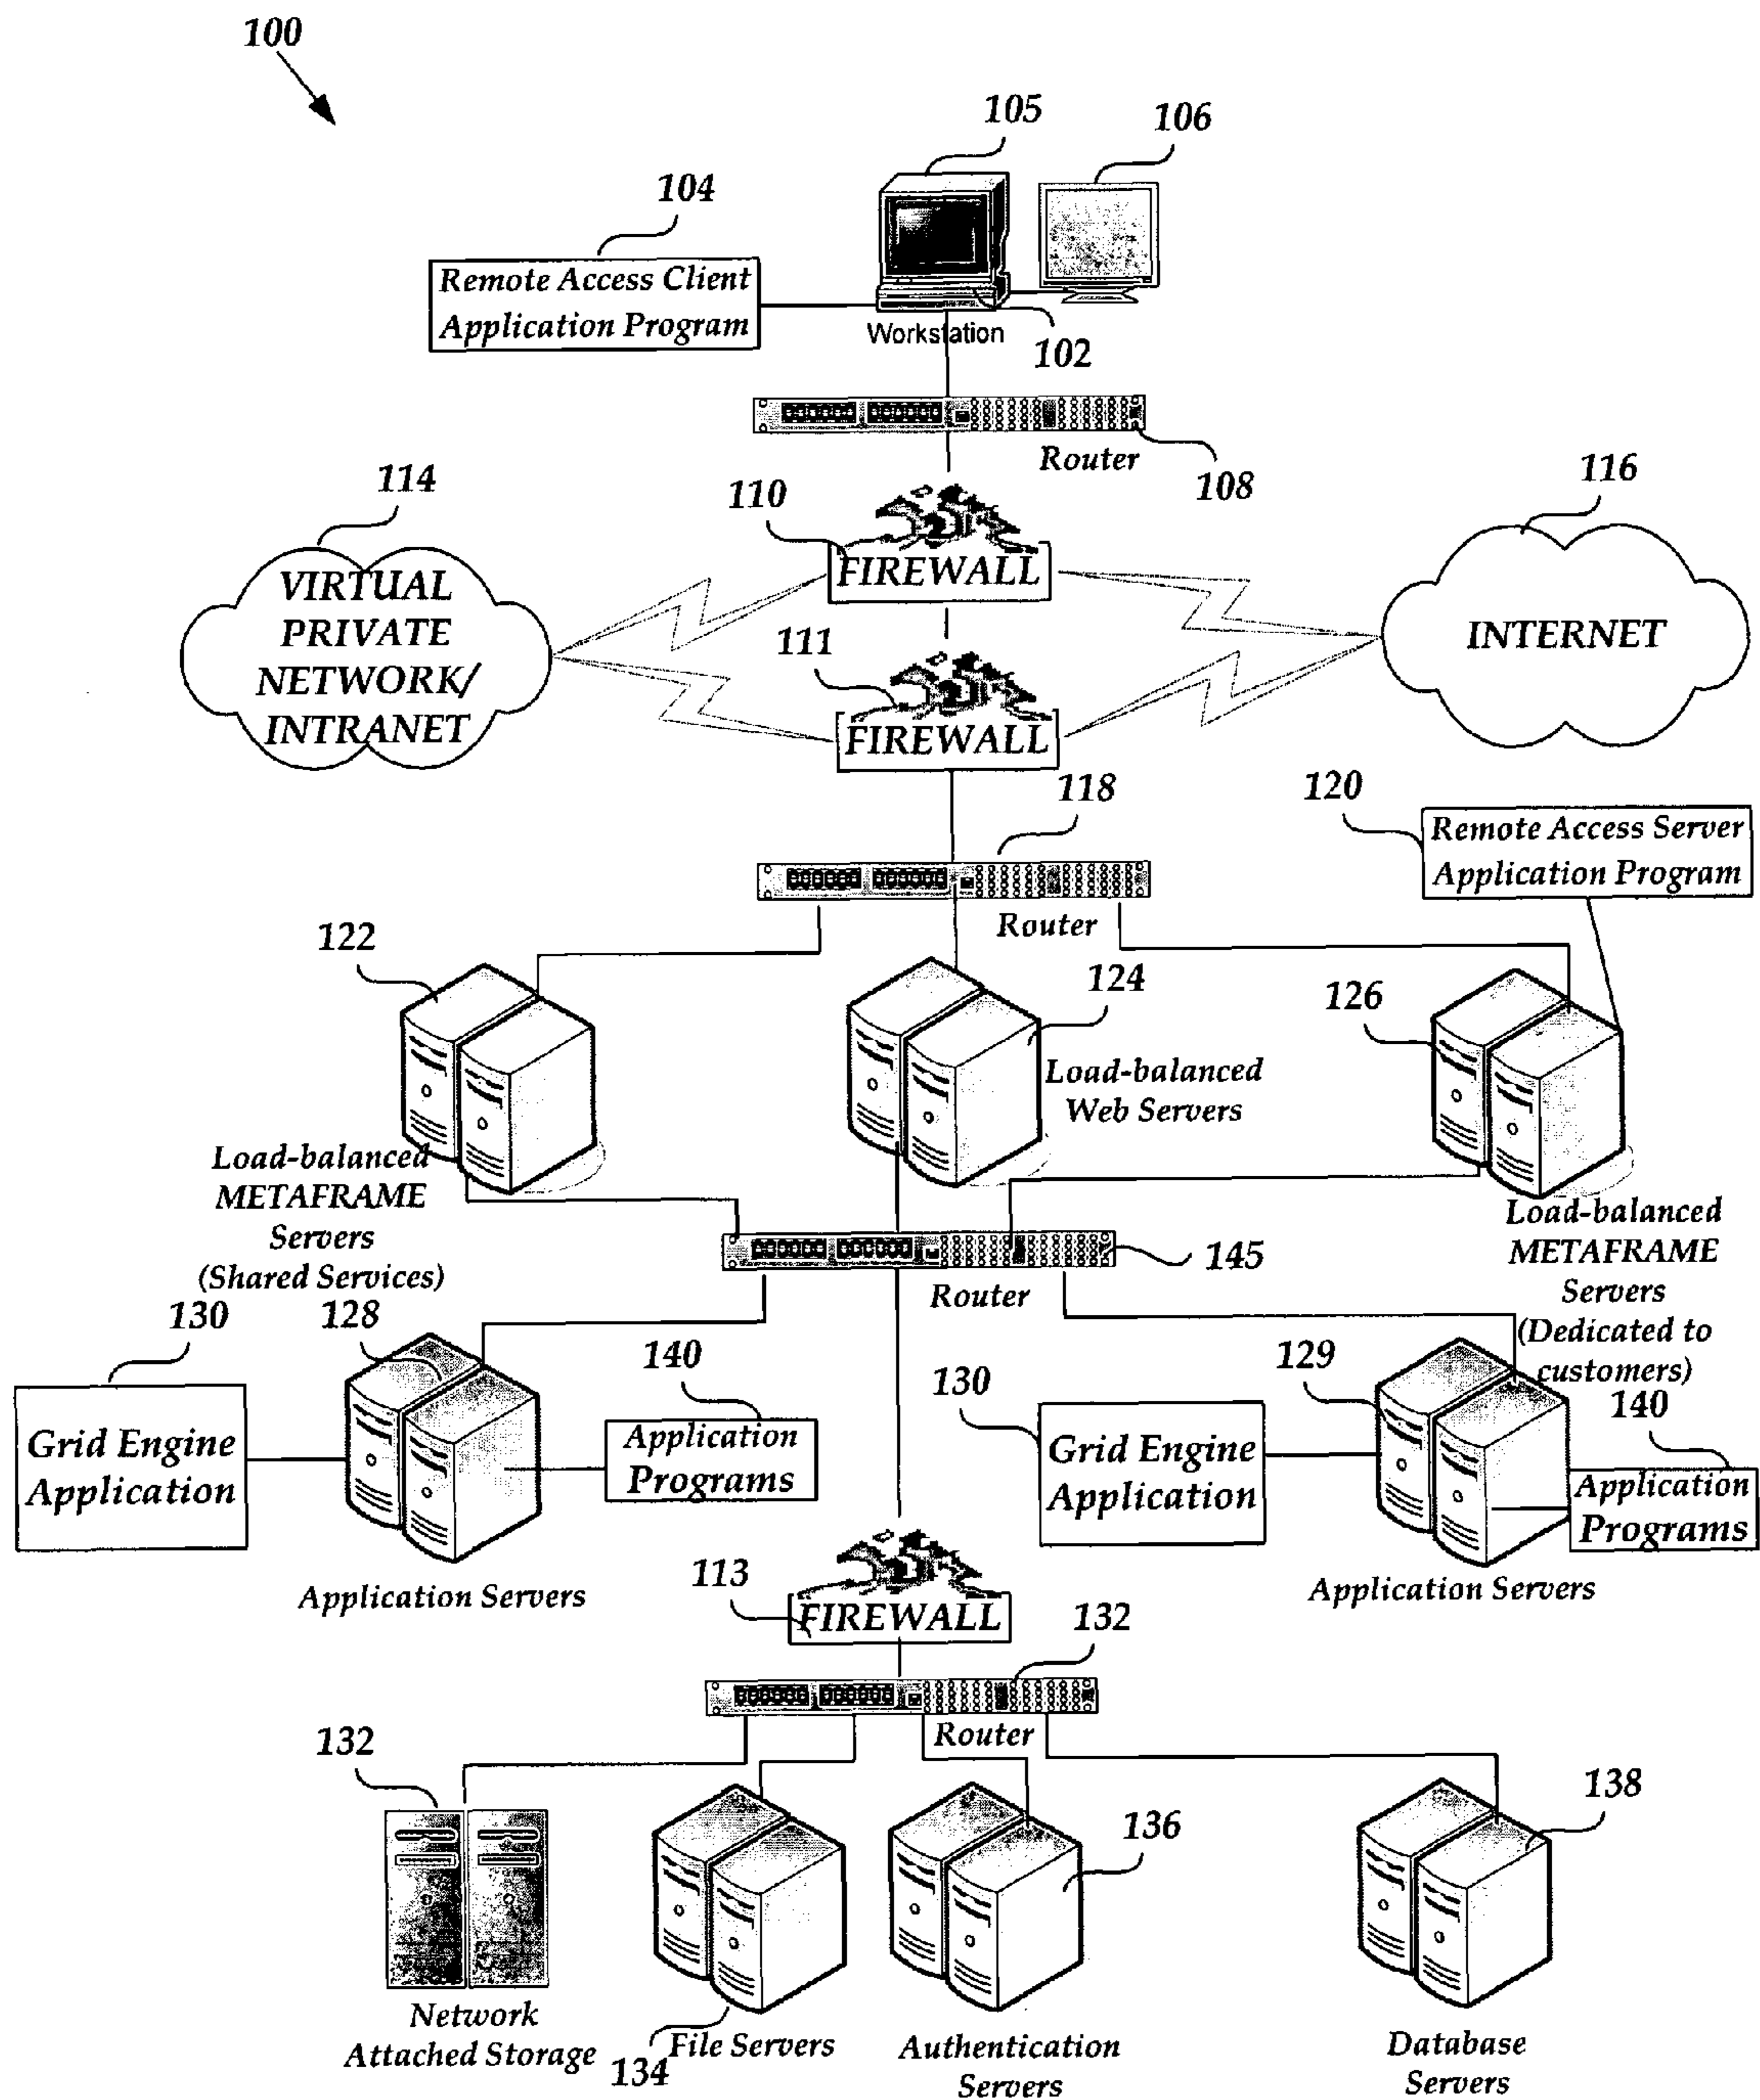 100
105
106
104
Remote Access Client
Application Program
Workstation
102
Router
108
114
110
116
FIREWALL
VIRTUAL
PRIVATE
NETWORK/
INTRANET
INTERNET
111
FIREWALL
118
120
Remote Access Server
Application Program
Router
122
124
126
Load-balanced
Web Servers
Load-balanced
METAFRAME
Servers
(Shared Services)
Load-balanced
METAFRAME
Servers
(Dedicated to
customers)
145
Router
130
128
140
Grid Engine
Application
Application
Programs
Application Servers
130
129
140
Grid Engine
Application
Application
Programs
Application Servers
113
FIREWALL
132
Router
132
136
138
Network
Attached Storage
134
File Servers
Authentication
Servers
Database
Servers